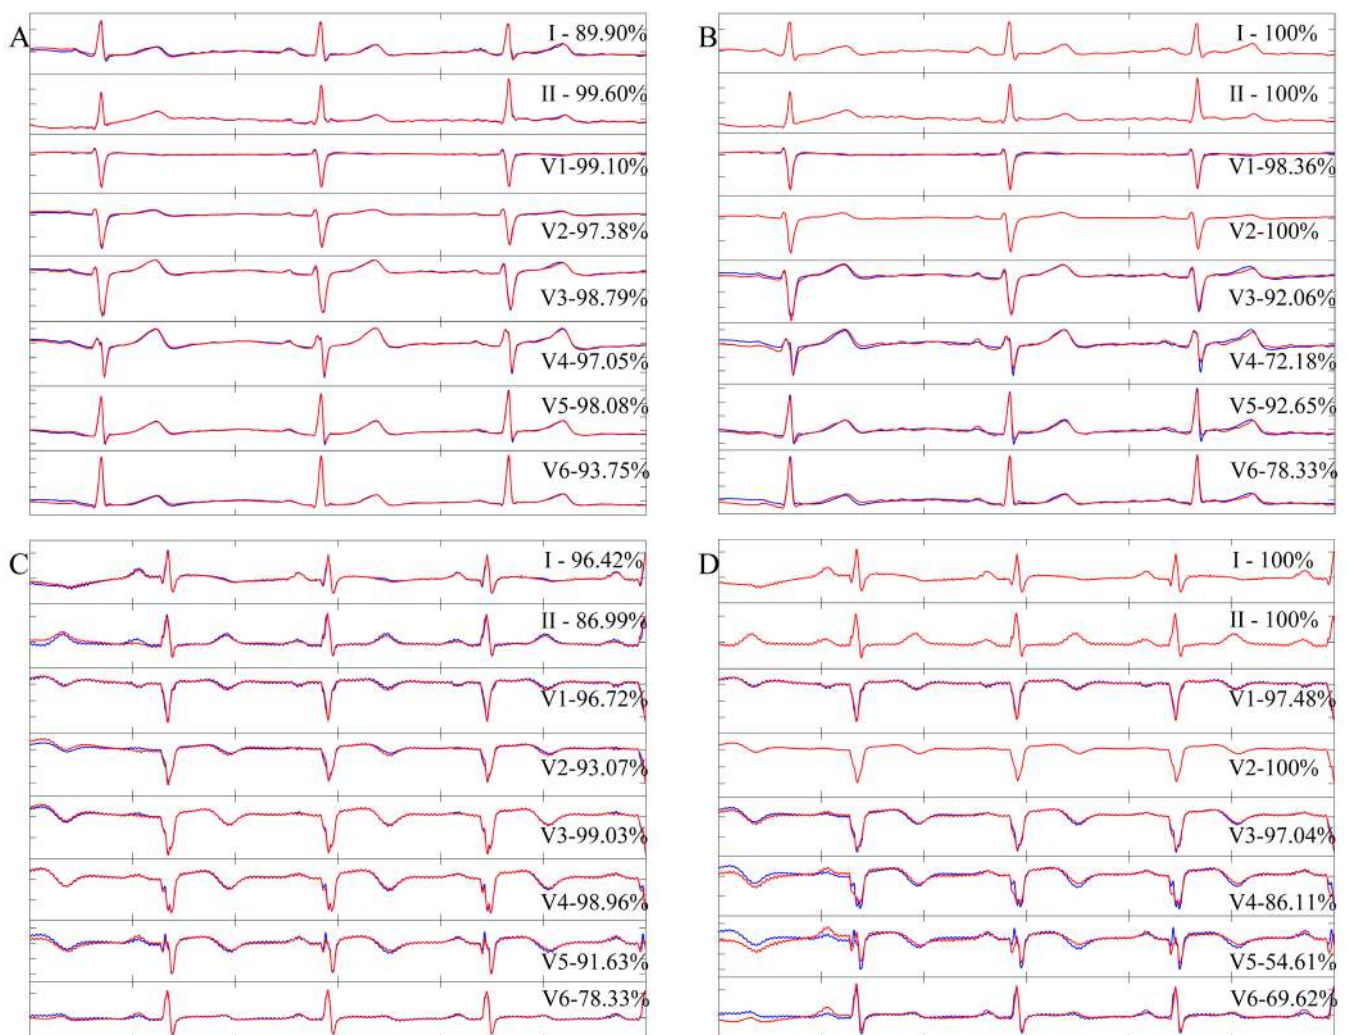 A
I - 89.90%
II - 99.60%
V1-99.10%
V2-97.38%
V3-98.79%
V4-97.05%
V5-98.08%
V6-93.75%
B
I - 100%
II - 100%
V1-98.36%
V2-100%
V3-92.06%
V4-72.18%
V5-92.65%
V6-78.33%
C
I - 96.42%
II - 86.99%
V1-96.72%
V2-93.07%
V3-99.03%
V4-98.96%
V5-91.63%
V6-78.33%
D
I - 100%
II - 100%
V1-97.48%
V2-100%
V3-97.04%
V4-86.11%
V5-54.61%
V6-69.62%